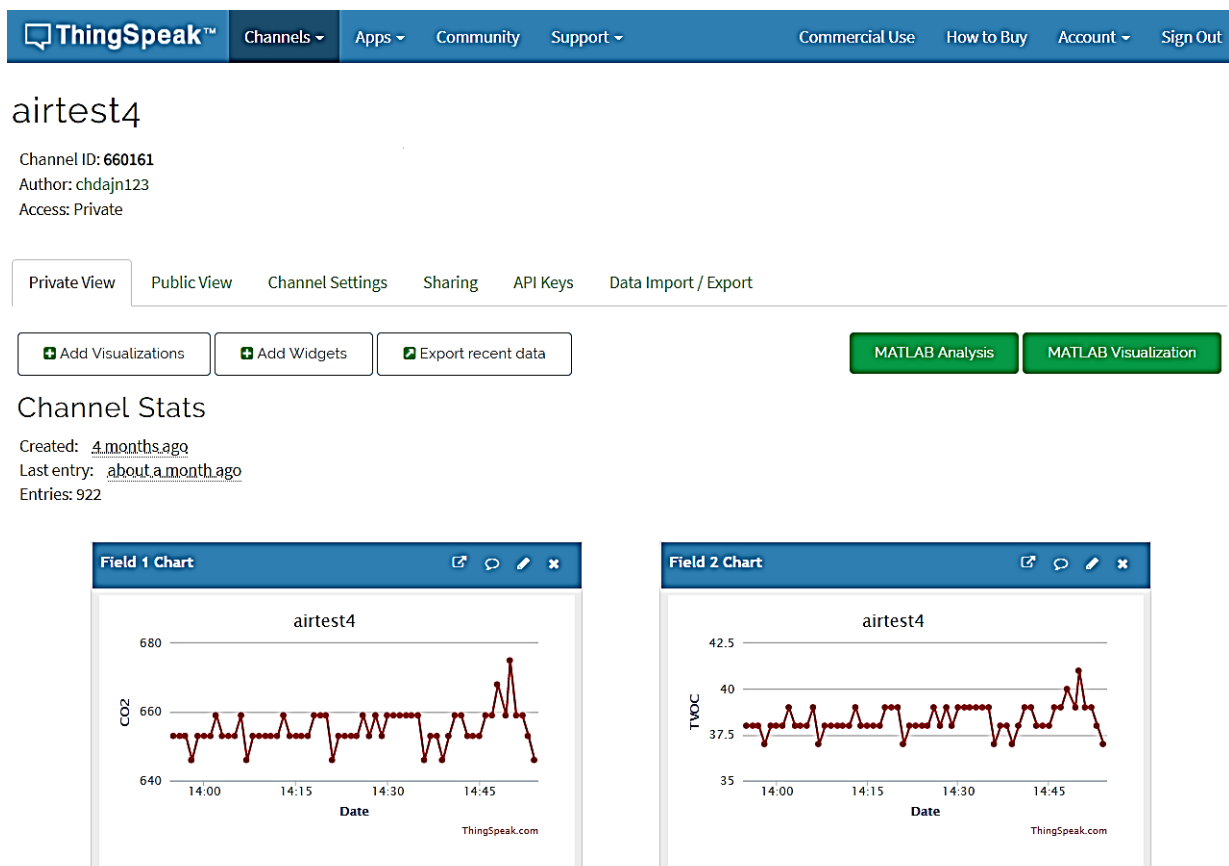 ThingSpeak™ Channels Apps Community Support Commercial Use How to Buy Account Sign Out
airtest4
Channel ID: 660161
Author: chdajn123
Access: Private
Private View Public View Channel Settings Sharing API Keys Data Import / Export
Add Visualizations Add Widgets Export recent data MATLAB Analysis MATLAB Visualization
Channel Stats
Created: 4 months ago
Last entry: about a month ago
Entries: 922
Field 1 Chart
airtest4
680
660
640
CO2
14:00 14:15 14:30 14:45
Date
ThingSpeak.com
Field 2 Chart
airtest4
42.5
40
37.5
35
TVOC
14:00 14:15 14:30 14:45
Date
ThingSpeak.com